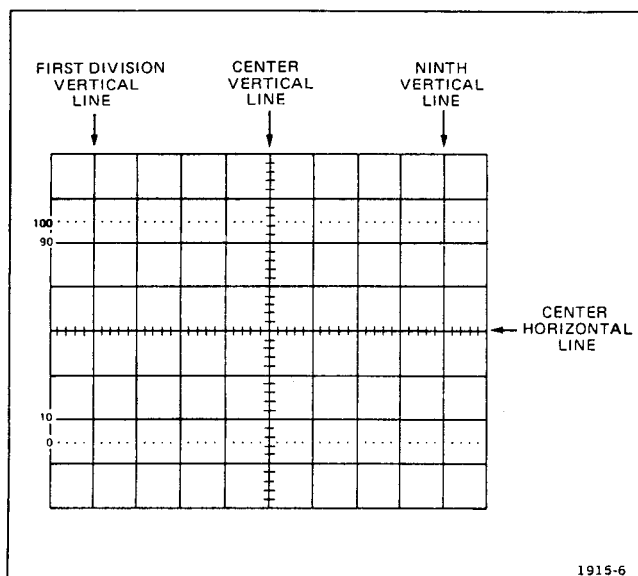 FIRST DIVISION
VERTICAL
LINE
CENTER
VERTICAL
LINE
NINTH
VERTICAL
LINE
100
90
CENTER
HORIZONTAL
LINE
10
0
1915-6